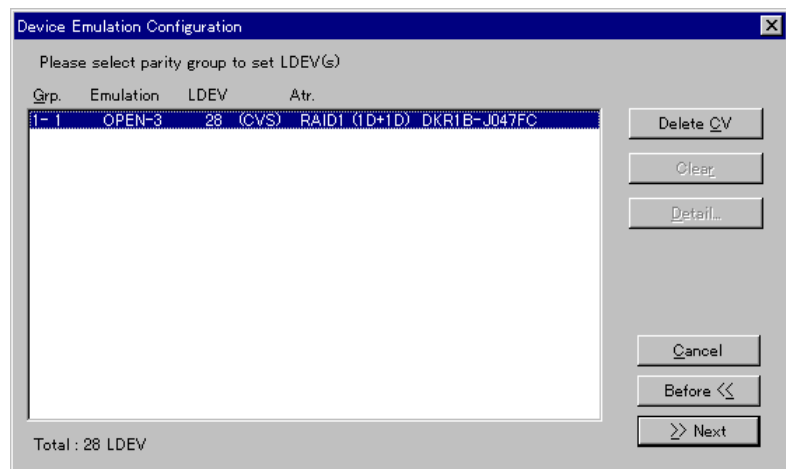 Device Emulation Configuration
Please select parity group to set LDEV(s)
Grp. Emulation LDEV Atr.
1- 1 OPEN-3 28 (CVS) RAID1 (1D+1D) DKR1B-J047FC
Delete CV
Clear
Detail...
Cancel
Before <<
>> Next
Total : 28 LDEV